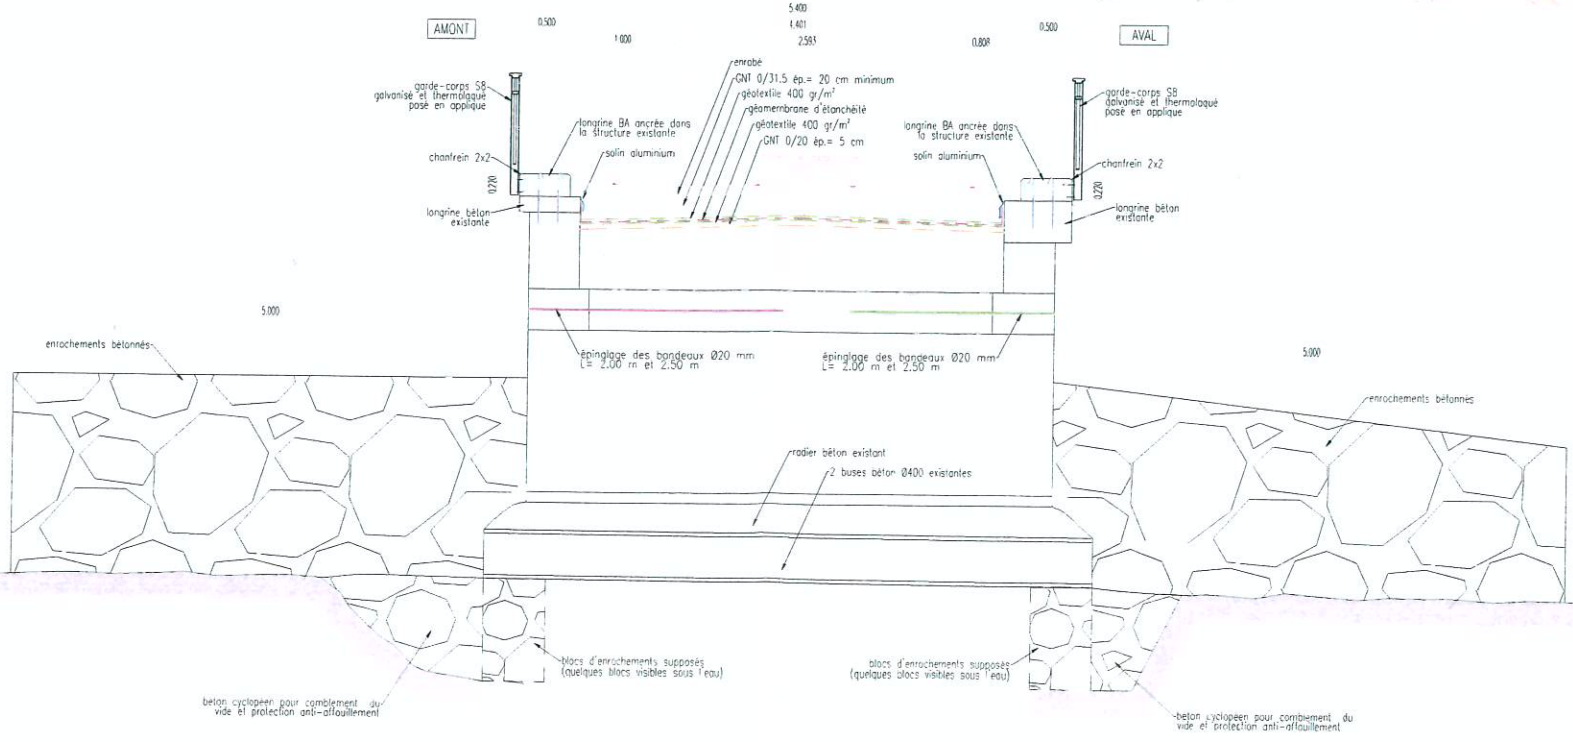 5.400
4.401
AMONT
0.500
1.000
2.593
0.808
0.500
AVAL
enrobé
GNT 0/31.5 ép.= 20 cm minimum
géotextile 400 gr/m²
géomembrane d'étanchéité
géotextile 400 gr/m²
GNT 0/20 ép.= 5 cm
garde-corps S8
galvanisé et thermolaqué
posé en applique
longrine BA ancrée dans
la structure existante
solin aluminium
chanfrein 2x2
0.220
longrine béton
existante
garde-corps S8
galvanisé et thermolaqué
posé en applique
longrine BA ancrée dans
la structure existante
solin aluminium
chanfrein 2x2
0.220
longrine béton
existante
5.000
enrochements bétonnés
épinglage des bandeaux Ø20 mm
L= 2.00 m et 2.50 m
épinglage des bandeaux Ø20 mm
L= 2.00 m et 2.50 m
5.000
enrochements bétonnés
radier béton existant
2 buses béton Ø400 existantes
blocs d'enrochements supposés
(quelques blocs visibles sous l'eau)
blocs d'enrochements supposés
(quelques blocs visibles sous l'eau)
béton cyclopéen pour comblement du
vide et protection anti-affouillement
béton cyclopéen pour comblement du
vide et protection anti-affouillement